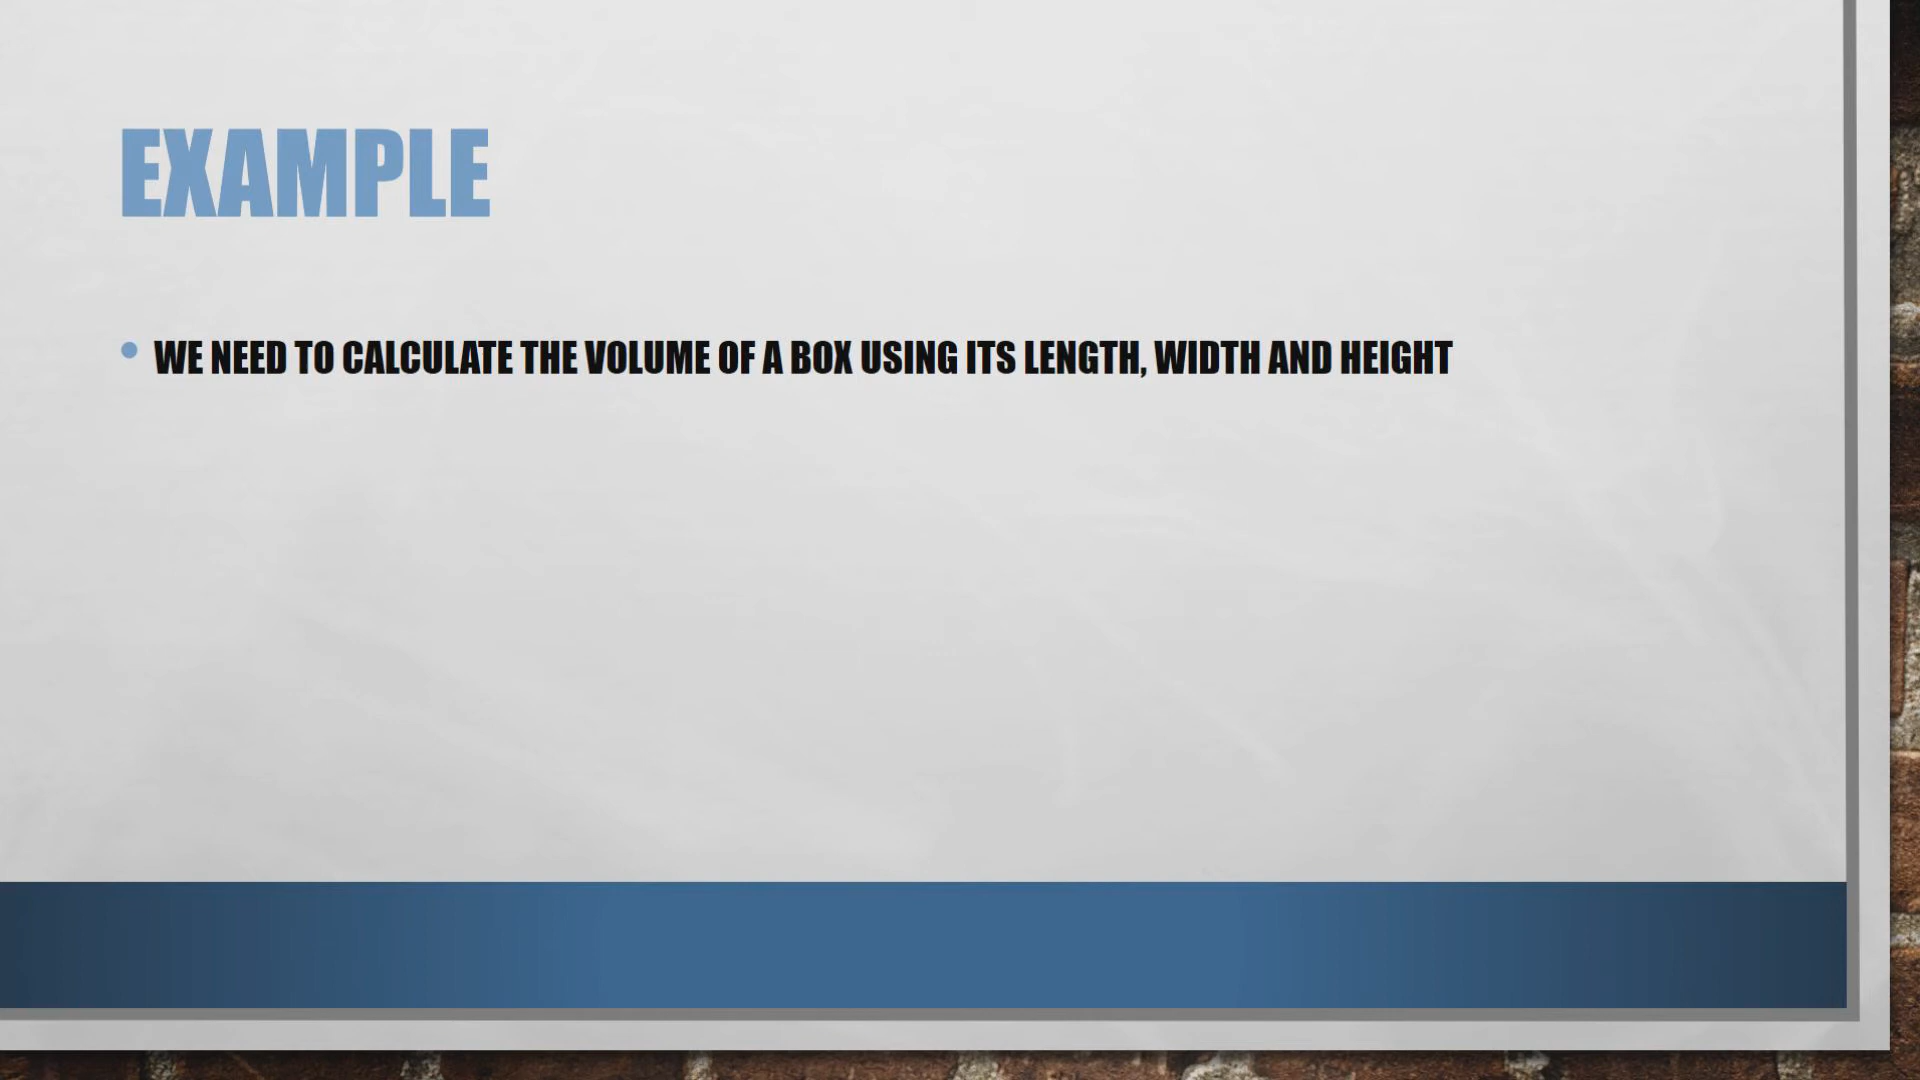 EXAMPLE
• WE NEED TO CALCULATE THE VOLUME OF A BOX USING ITS LENGTH, WIDTH AND HEIGHT